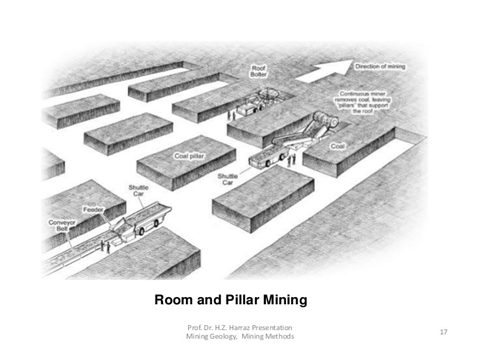 Roof
Bolter
Direction of mining
Continuous miner
removes coal, leaving
"pillars" that support
the roof
Coal
Coal pillar
Shuttle
Car
Shuttle
Car
Feeder
Conveyor
Belt
Room and Pillar Mining
Prof. Dr. H.Z. Harraz Presentation
Mining Geology, Mining Methods
17